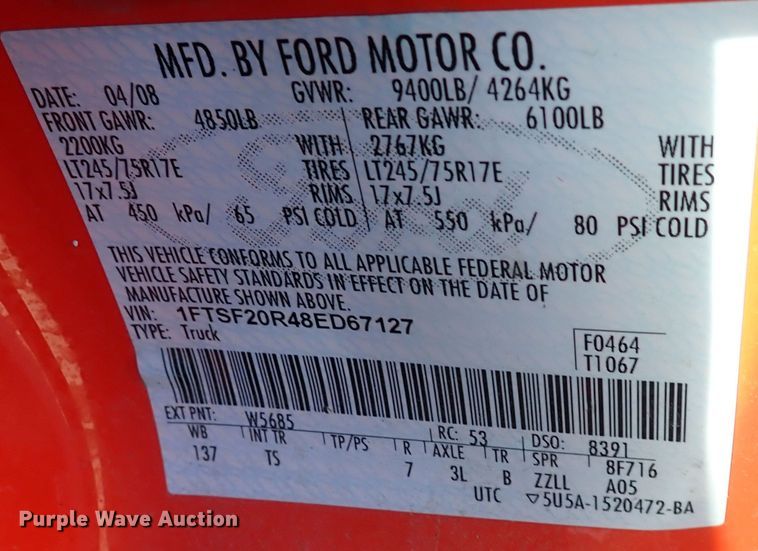 MFD. BY FORD MOTOR CO.
DATE: 04/08 GVWR: 9400LB/ 4264KG
FRONT GAWR: 4850LB REAR GAWR: 6100LB
2200KG WITH 2767KG WITH
LT245/75R17E TIRES LT245/75R17E TIRES
17x7.5J RIMS 17x7.5J RIMS
AT 450 kPa/ 65 PSI COLD AT 550 kPa/ 80 PSI COLD
THIS VEHICLE CONFORMS TO ALL APPLICABLE FEDERAL MOTOR
VEHICLE SAFETY STANDARDS IN EFFECT ON THE DATE OF
MANUFACTURE SHOWN ABOVE.
VIN: 1FTSF20R48ED67127
TYPE: Truck
F0464
T1067
EXT PNT: W5685 RC: 53 DSO: 8391
WB INT TR TP/PS R AXLE TR SPR 8F716
137 TS 7 3L B ZZLL A05
UTC ▽5U5A-1520472-BA
Ford
Purple Wave Auction